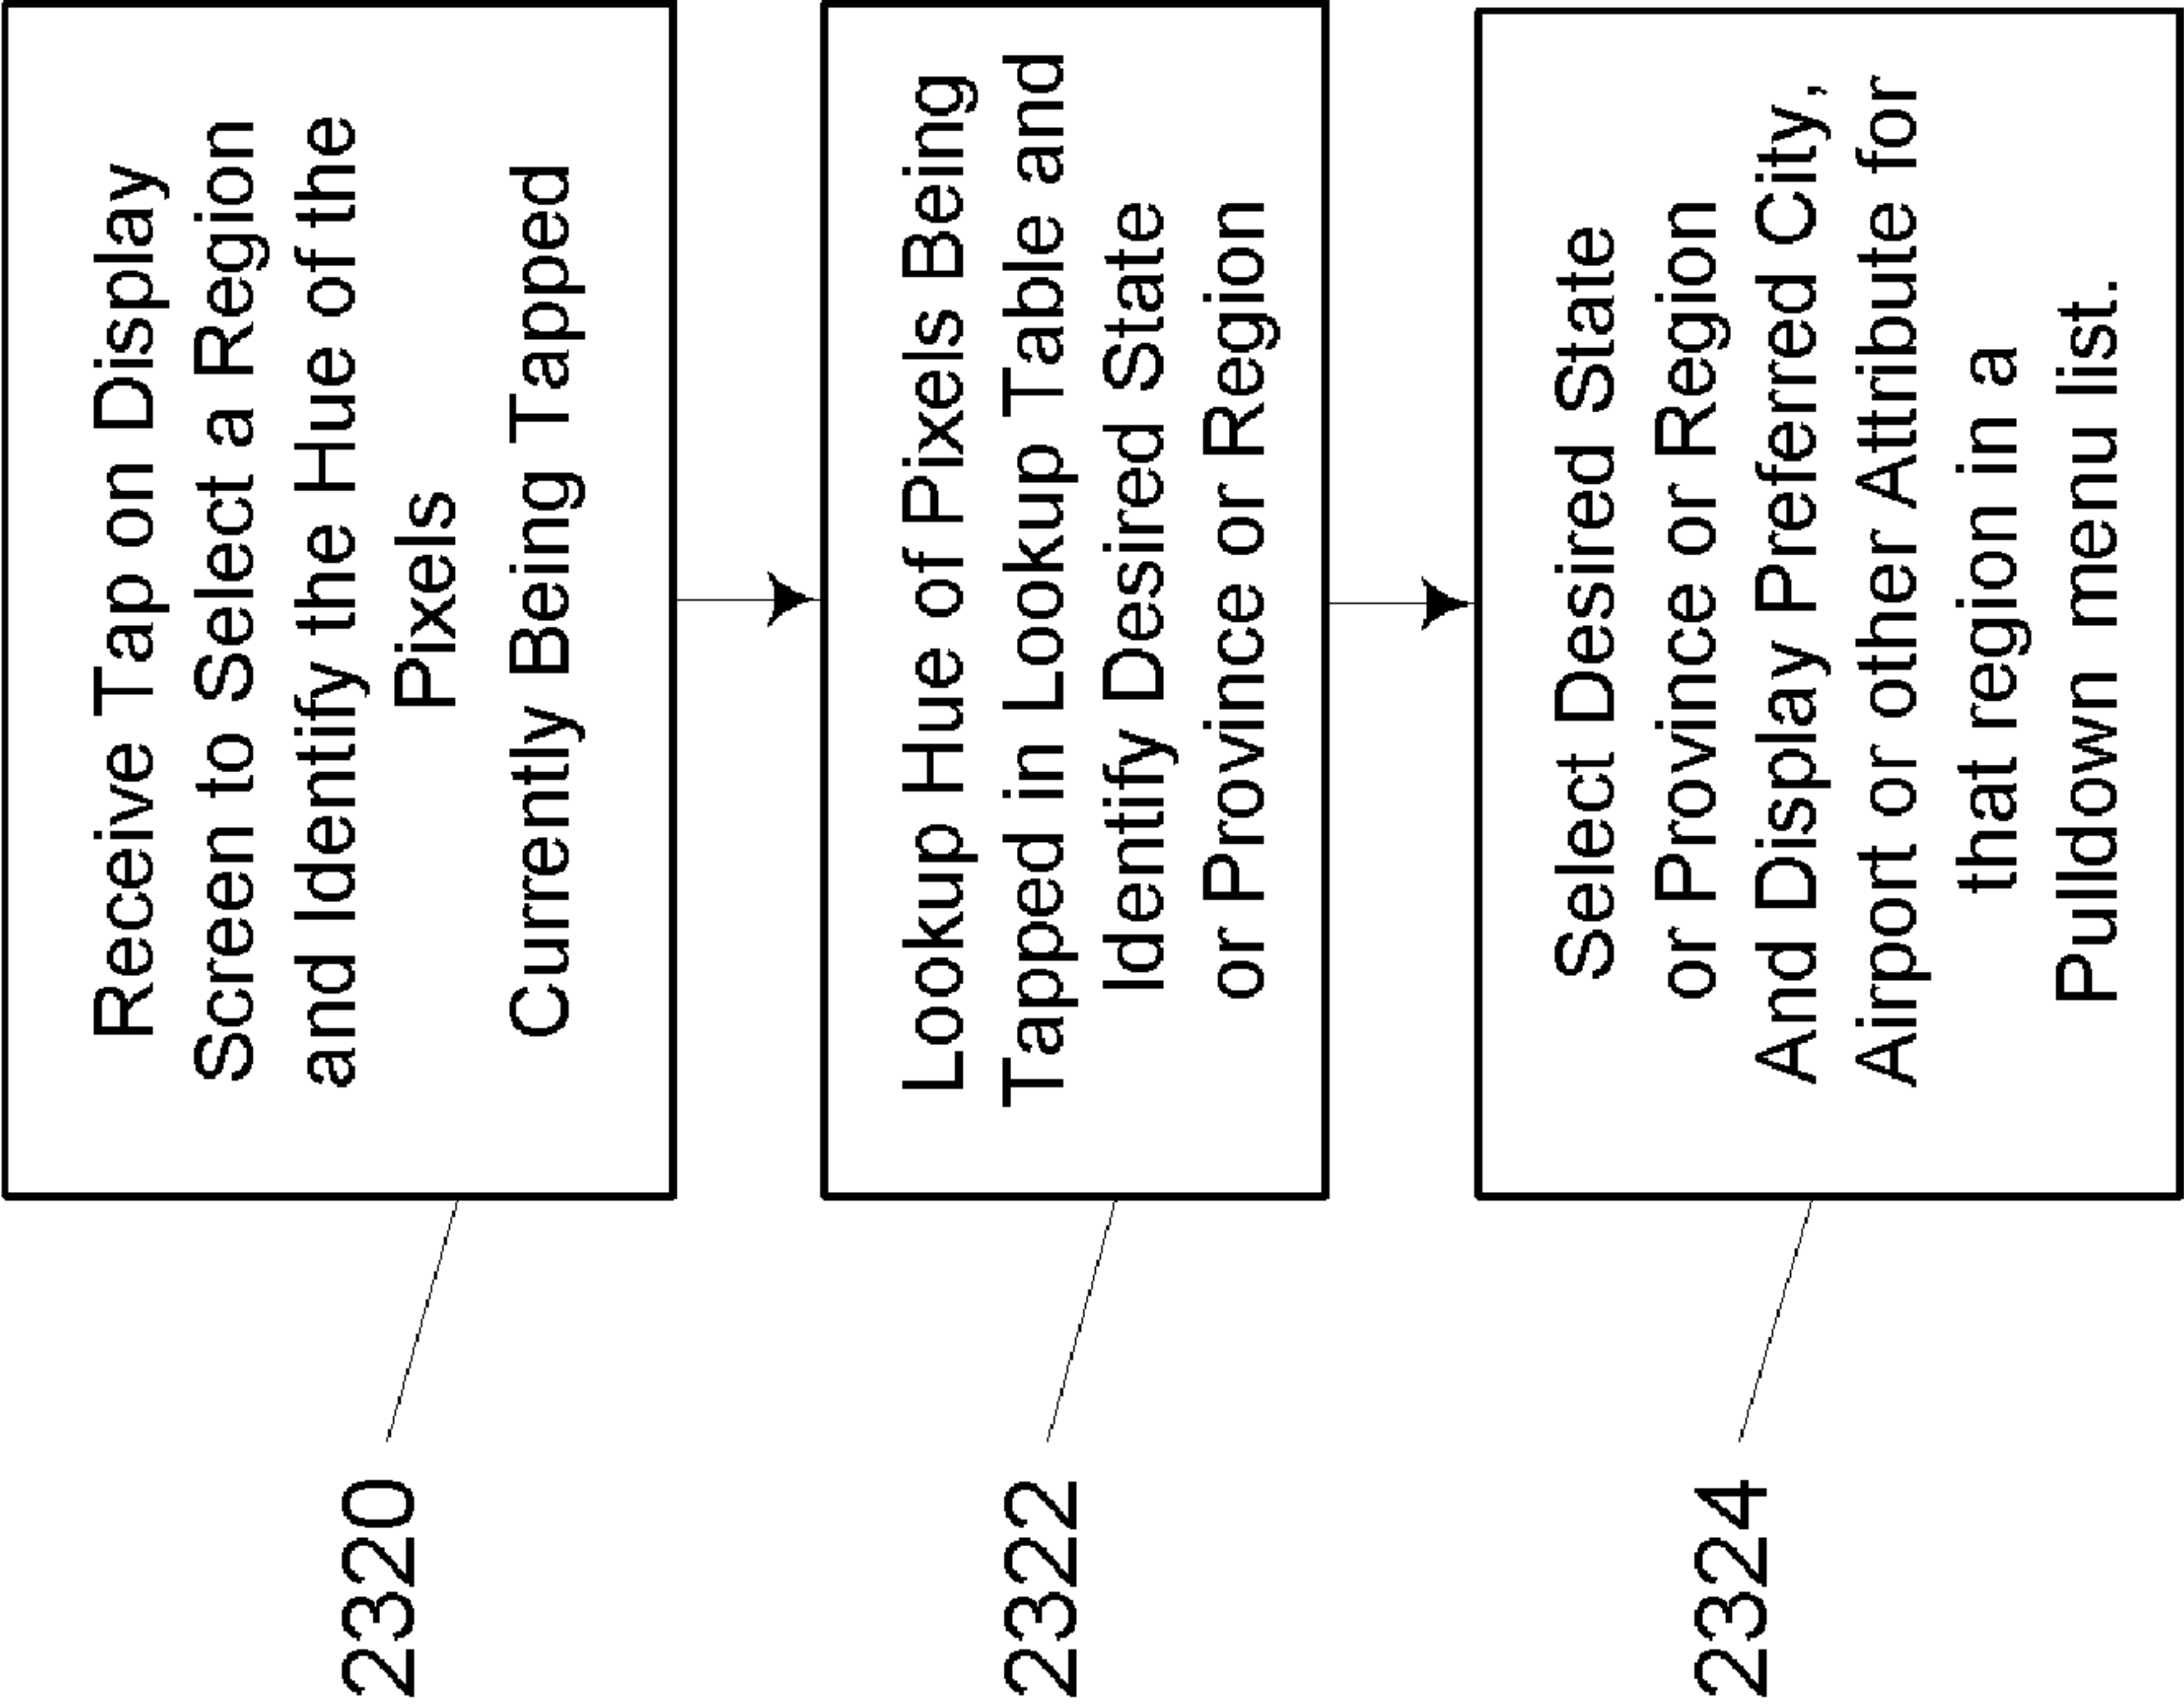 2320
Receive Tap on Display
Screen to Select a Region
and Identify the Hue of the
Pixels
Currently Being Tapped
2322
Lookup Hue of Pixels Being
Tapped in Lookup Table and
Identify Desired State
or Province or Region
2324
Select Desired State
or Province or Region
And Display Preferred City,
Airport or other Attribute for
that region in a
Pulldown menu list.